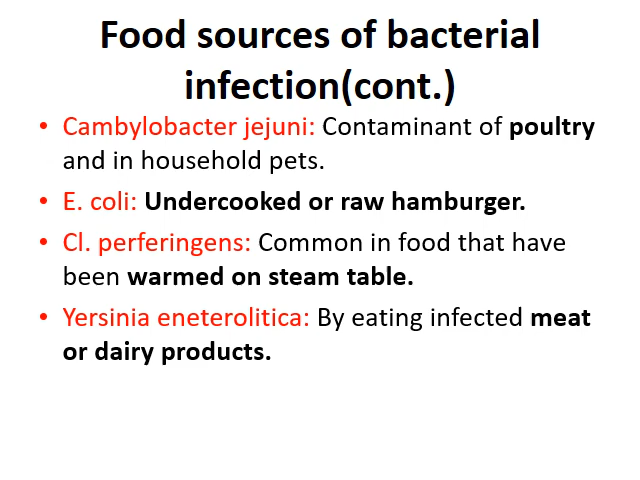 Food sources of bacterial
infection(cont.)
• Cambylobacter jejuni: Contaminant of poultry
and in household pets.
• E. coli: Undercooked or raw hamburger.
• Cl. perferingens: Common in food that have
been warmed on steam table.
• Yersinia eneterolitica: By eating infected meat
or dairy products.